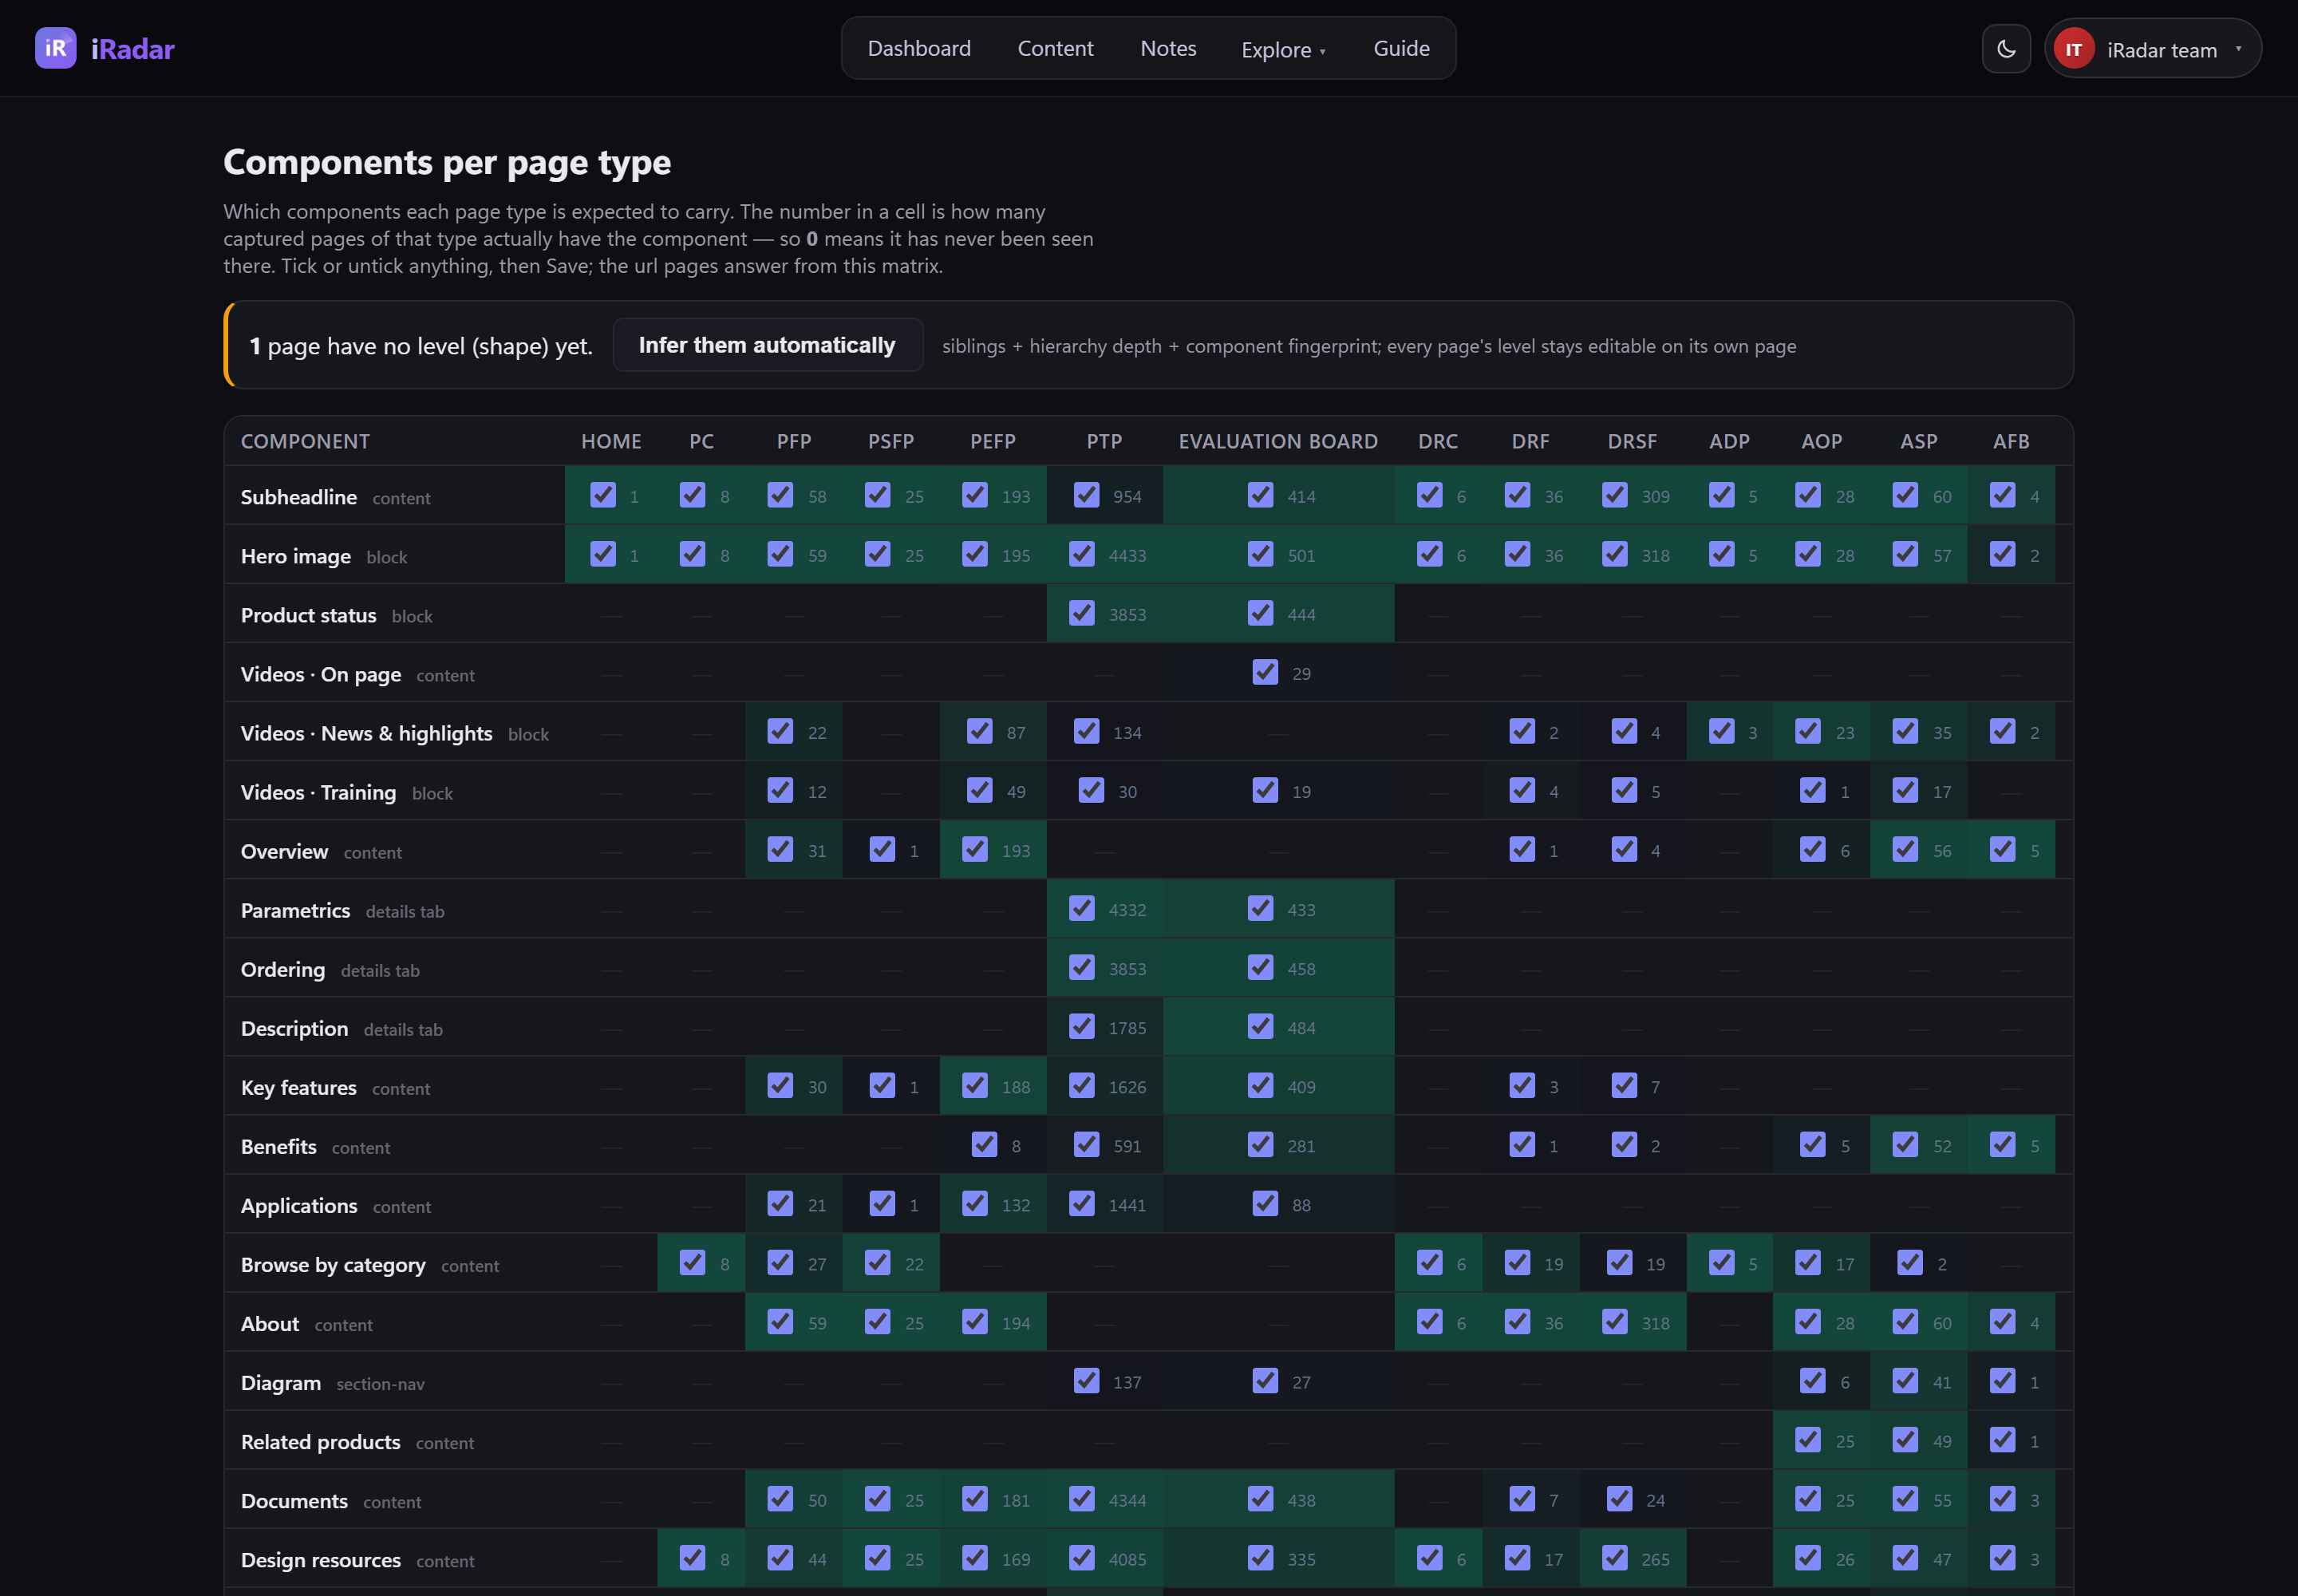 iR iRadar
Dashboard Content Notes Explore ▾ Guide
IT iRadar team ▾
Components per page type
Which components each page type is expected to carry. The number in a cell is how many
captured pages of that type actually have the component — so 0 means it has never been seen
there. Tick or untick anything, then Save; the url pages answer from this matrix.
1 page have no level (shape) yet. Infer them automatically siblings + hierarchy depth + component fingerprint; every page's level stays editable on its own page
COMPONENT HOME PC PFP PSFP PEFP PTP EVALUATION BOARD DRC DRF DRSF ADP AOP ASP AFB
Subheadline content 1 8 58 25 193 954 414 6 36 309 5 28 60 4
Hero image block 1 8 59 25 195 4433 501 6 36 318 5 28 57 2
Product status block — — — — — 3853 444 — — — — — — —
Videos · On page content — — — — — — 29 — — — — — — —
Videos · News & highlights block — — 22 — 87 134 — — 2 4 3 23 35 2
Videos · Training block — — 12 — 49 30 19 — 4 5 — 1 17 —
Overview content — — 31 1 193 — — — 1 4 — 6 56 5
Parametrics details tab — — — — — 4332 433 — — — — — — —
Ordering details tab — — — — — 3853 458 — — — — — — —
Description details tab — — — — — 1785 484 — — — — — — —
Key features content — — 30 1 188 1626 409 — 3 7 — — — —
Benefits content — — — — 8 591 281 — 1 2 — 5 52 5
Applications content — — 21 1 132 1441 88 — — — — — — —
Browse by category content — 8 27 22 — — — 6 19 19 5 17 2 —
About content — — 59 25 194 — — 6 36 318 — 28 60 4
Diagram section-nav — — — — — 137 27 — — — — 6 41 1
Related products content — — — — — — — — — — — 25 49 1
Documents content — — 50 25 181 4344 438 — 7 24 — 25 55 3
Design resources content — 8 44 25 169 4085 335 6 17 265 — 26 47 3